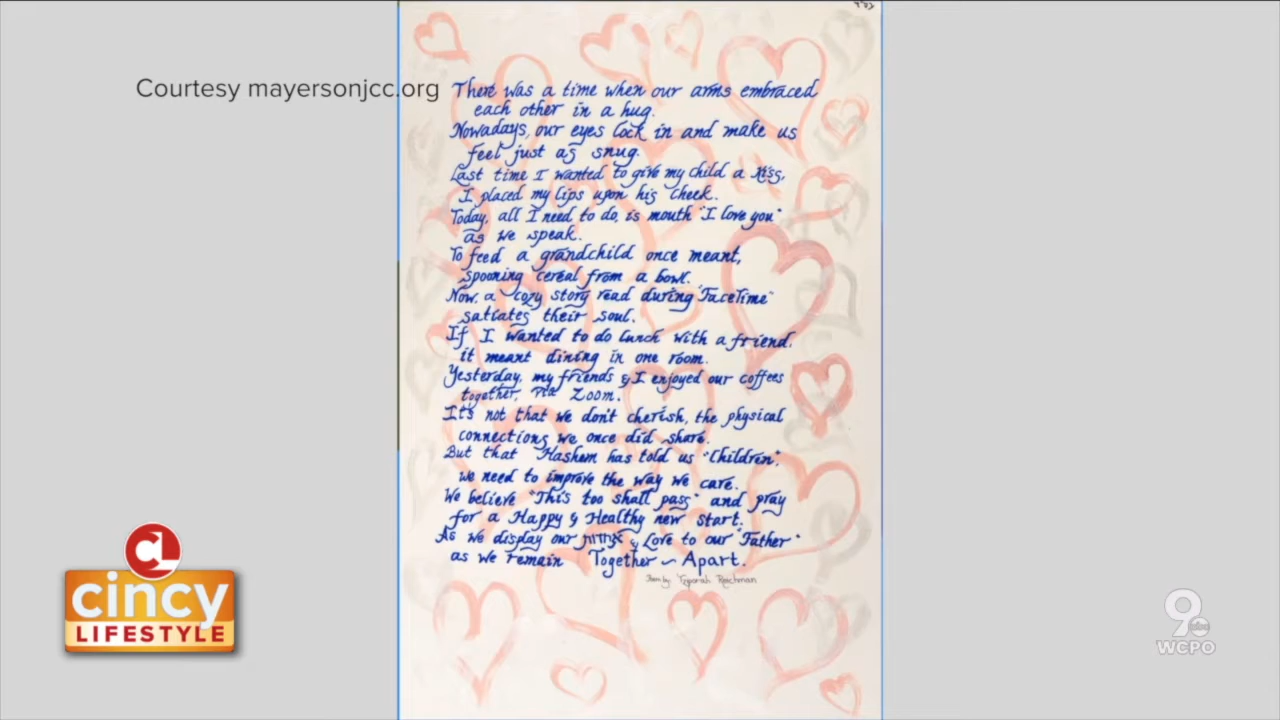 Courtesy mayersonjcc.org
There was a time when our arms embraced
each other in a hug.
Nowadays, our eyes lock in and make us
feel just as snug.
Last time I wanted to give my child a kiss,
I placed my lips upon his cheek.
Today, all I need to do, is mouth "I love you"
as we speak.
To feed a grandchild once meant,
spooning cereal from a bowl.
Now, a cozy story read during "FaceTime"
satiates their soul.
If I wanted to do lunch with a friend,
it meant dining in one room.
Yesterday, my friends & I enjoyed our coffees
together, via Zoom.
It's not that we don't cherish, the physical
connections we once did share.
But that Hashem has told us "Children",
we need to improve the way we care.
We believe "This too shall pass" and pray
for a Happy & Healthy new start.
As we display our אחדות & Love to our "Father"
as we remain Together ~ Apart.
cincy
LIFESTYLE
9 abc
WCPO